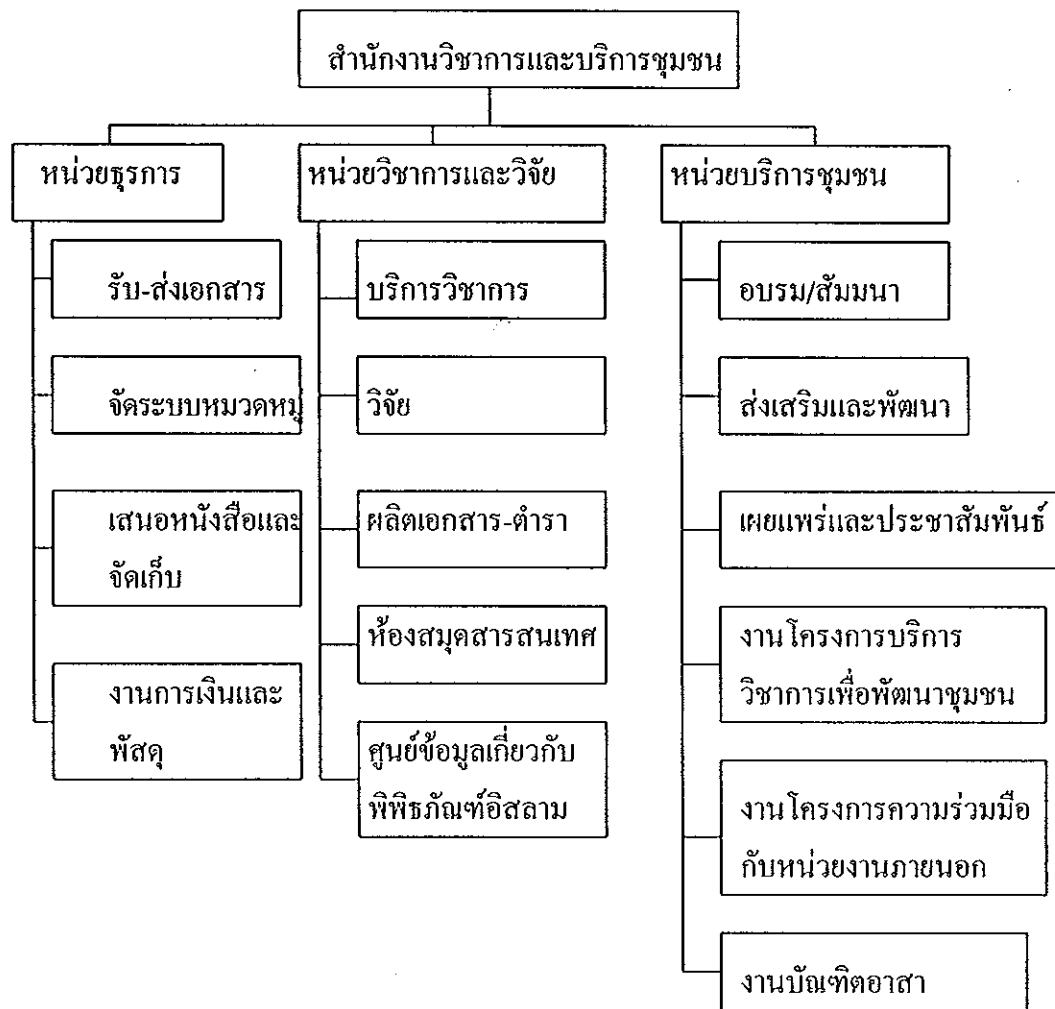 สำนักงานวิชาการและบริการชุมชน
หน่วยธุรการ
รับ-ส่งเอกสาร
จัดระบบหมวดหมู่
เสนอหนังสือและ
จัดเก็บ
งานการเงินและ
พัสดุ
หน่วยวิชาการและวิจัย
บริการวิชาการ
วิจัย
ผลิตเอกสาร-ตำรา
ห้องสมุดสารสนเทศ
ศูนย์ข้อมูลเกี่ยวกับ
พิพิธภัณฑ์อิสลาม
หน่วยบริการชุมชน
อบรม/สัมมนา
ส่งเสริมและพัฒนา
เผยแพร่และประชาสัมพันธ์
งานโครงการบริการ
วิชาการเพื่อพัฒนาชุมชน
งานโครงการความร่วมมือ
กับหน่วยงานภายนอก
งานบัณฑิตอาสา